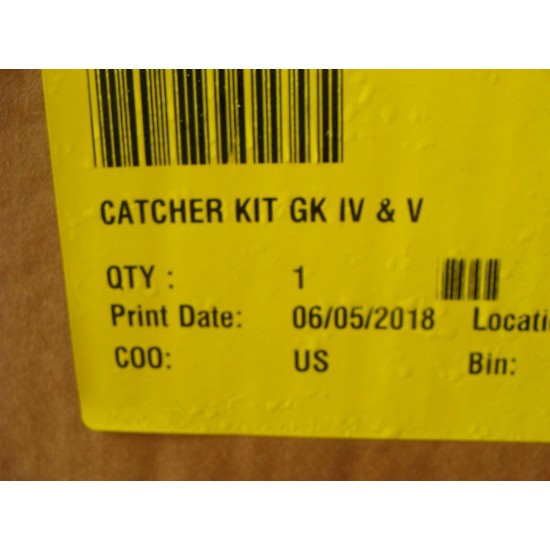 CATCHER KIT GK IV & V
QTY : 1
Print Date: 06/05/2018
COO: US Bin: